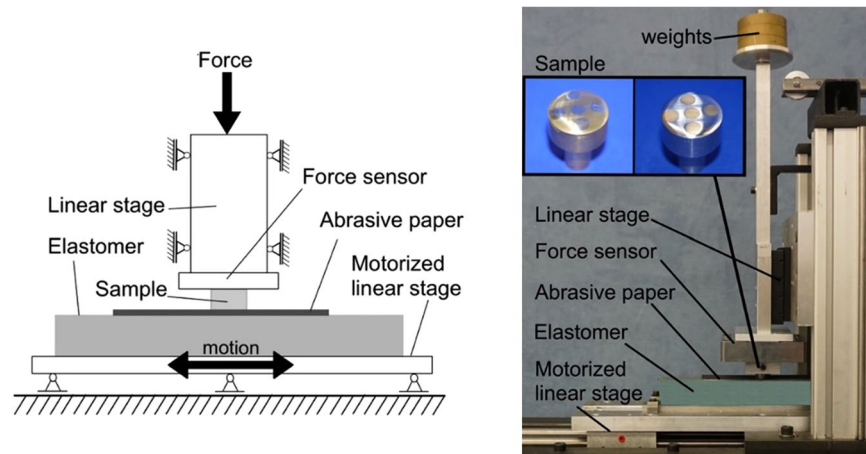 Force
Force sensor
Linear stage
Abrasive paper
Elastomer
Motorized
linear stage
Sample
motion
weights
Sample
Linear stage
Force sensor
Abrasive paper
Elastomer
Motorized
linear stage